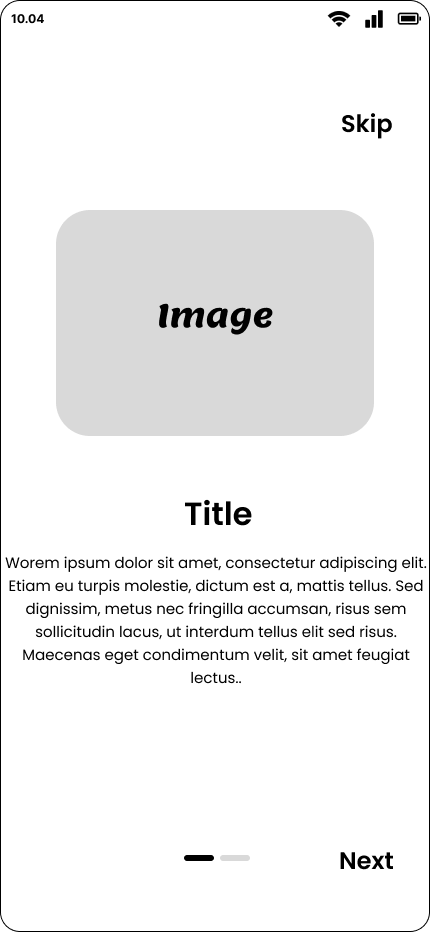 10.04
Skip
Image
Title
Worem ipsum dolor sit amet, consectetur adipiscing elit.
Etiam eu turpis molestie, dictum est a, mattis tellus. Sed
dignissim, metus nec fringilla accumsan, risus sem
sollicitudin lacus, ut interdum tellus elit sed risus.
Maecenas eget condimentum velit, sit amet feugiat
lectus..
Next